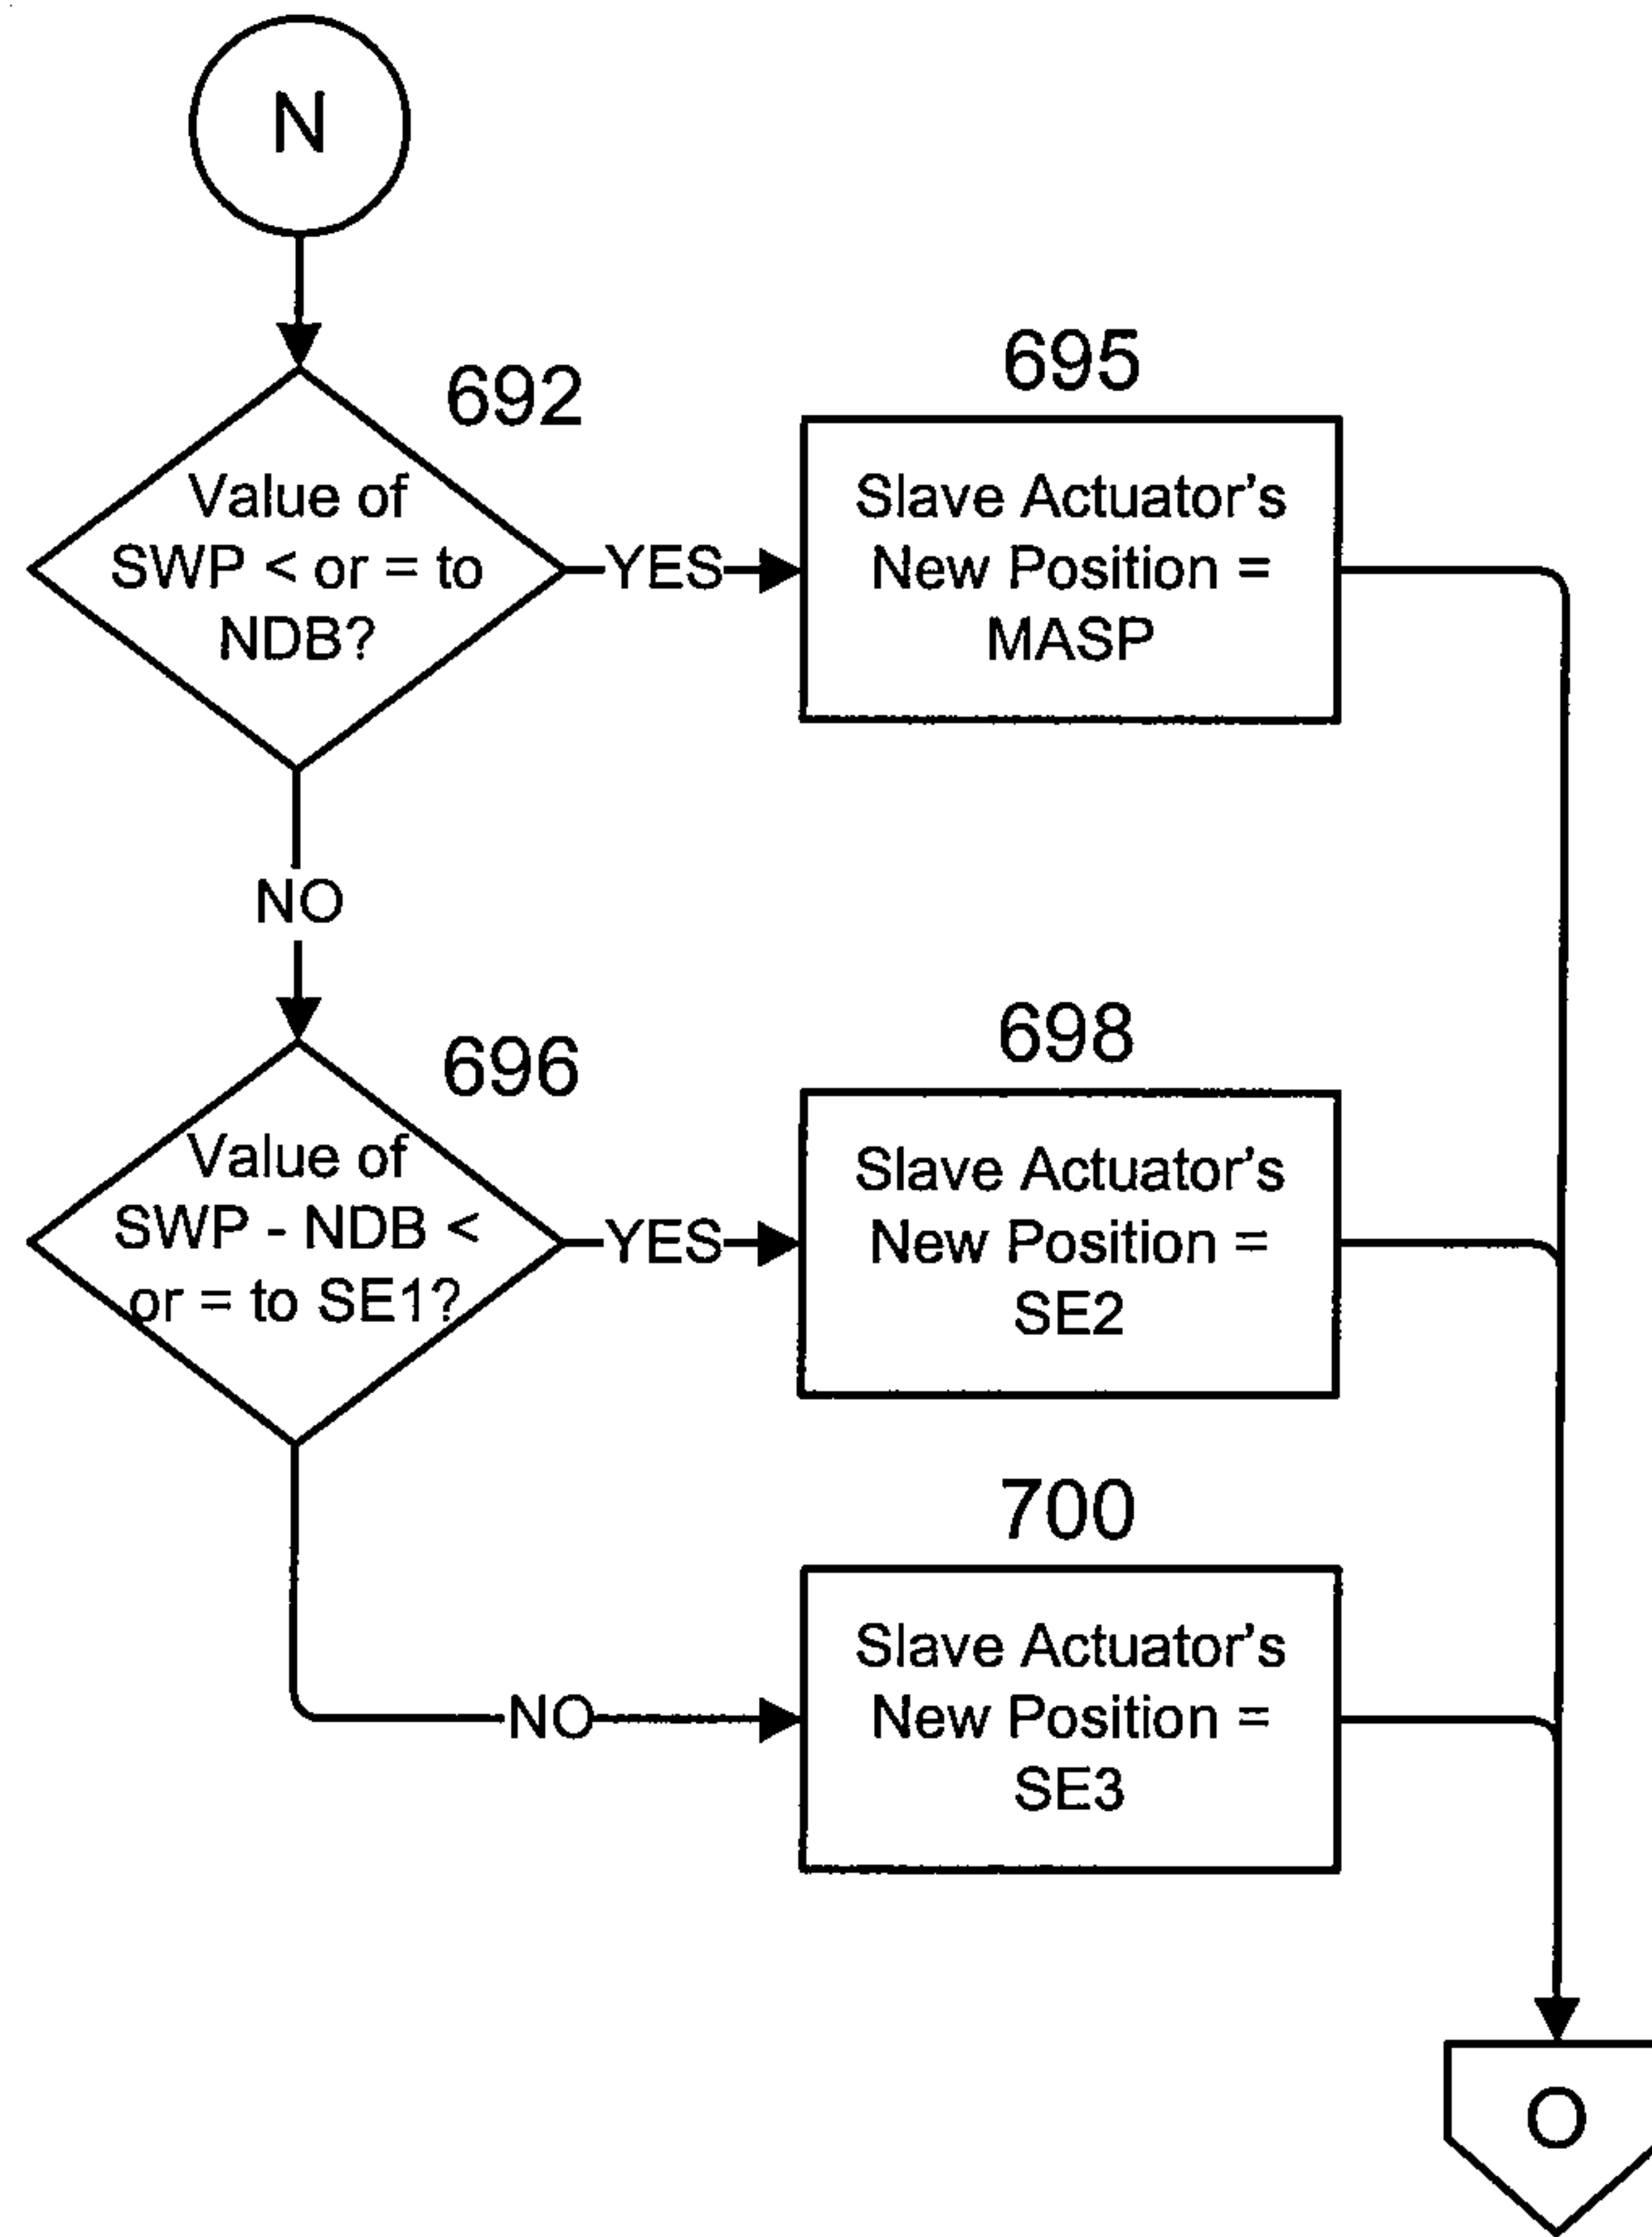 N
692
Value of
SWP < or = to
NDB?
YES
695
Slave Actuator's
New Position =
MASP
NO
696
Value of
SWP - NDB <
or = to SE1?
YES
698
Slave Actuator's
New Position =
SE2
NO
700
Slave Actuator's
New Position =
SE3
O